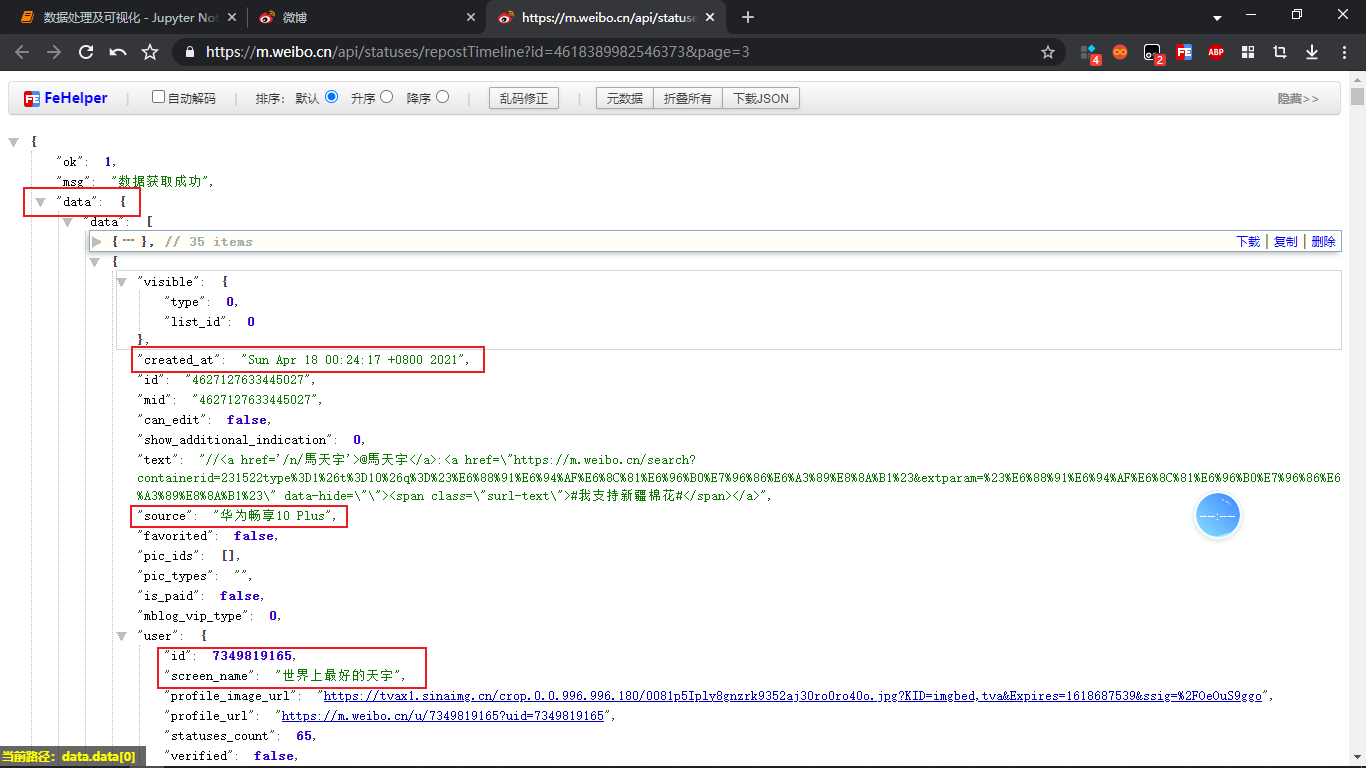 数据处理及可视化 - Jupyter Not
微博
https://m.weibo.cn/api/statuse
https://m.weibo.cn/api/statuses/repostTimeline?id=4618389982546373&page=3
4
2
FE
ABP
FE FeHelper | 自动解码 | 排序: 默认 升序 降序 | 乱码修正 | 元数据 折叠所有 下载JSON 隐藏>>
{
"ok": 1,
"msg": "数据获取成功",
"data": {
"data": [
{ ... }, // 35 items 下载 | 复制 | 删除
{
"visible": {
"type": 0,
"list_id": 0
},
"created_at": "Sun Apr 18 00:24:17 +0800 2021",
"id": "4627127633445027",
"mid": "4627127633445027",
"can_edit": false,
"show_additional_indication": 0,
"text": "//<a href='/n/馬天宇'>@馬天宇</a>:<a href=\"https://m.weibo.cn/search?
containerid=231522type%3D1%26t%3D10%26q%3D%23%E6%88%91%E6%94%AF%E6%8C%81%E6%96%B0%E7%96%86%E6%A3%89%E8%8A%B1%23&extparam=%23%E6%88%91%E6%94%AF%E6%8C%81%E6%96%B0%E7%96%86%E6
%A3%89%E8%8A%B1%23\" data-hide=\"\"><span class=\"surl-text\">#我支持新疆棉花#</span></a>",
"source": "华为畅享10 Plus",
"favorited": false,
"pic_ids": [],
"pic_types": "",
"is_paid": false,
"mblog_vip_type": 0,
"user": {
"id": 7349819165,
"screen_name": "世界上最好的天宇",
"profile_image_url": "https://tvax1.sinaimg.cn/crop.0.0.996.996.180/0081p5Iply8gnzrk9352aj30ro0ro40o.jpg?KID=imgbed,tva&Expires=1618687539&ssig=%2FOeOuS9ggo",
"profile_url": "https://m.weibo.cn/u/7349819165?uid=7349819165",
"statuses_count": 65,
"verified": false,
--:--
当前路径: data.data[0]